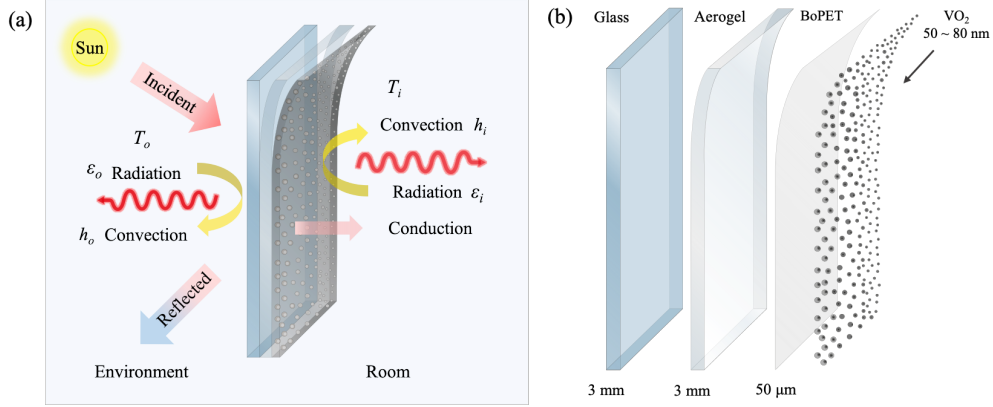 (a)
Sun
Incident
T_o
ε_o Radiation
h_o Convection
Reflected
Environment
T_i
Convection h_i
Radiation ε_i
Conduction
Room
(b)
Glass
Aerogel
BoPET
VO₂
50 ~ 80 nm
3 mm
3 mm
50 μm